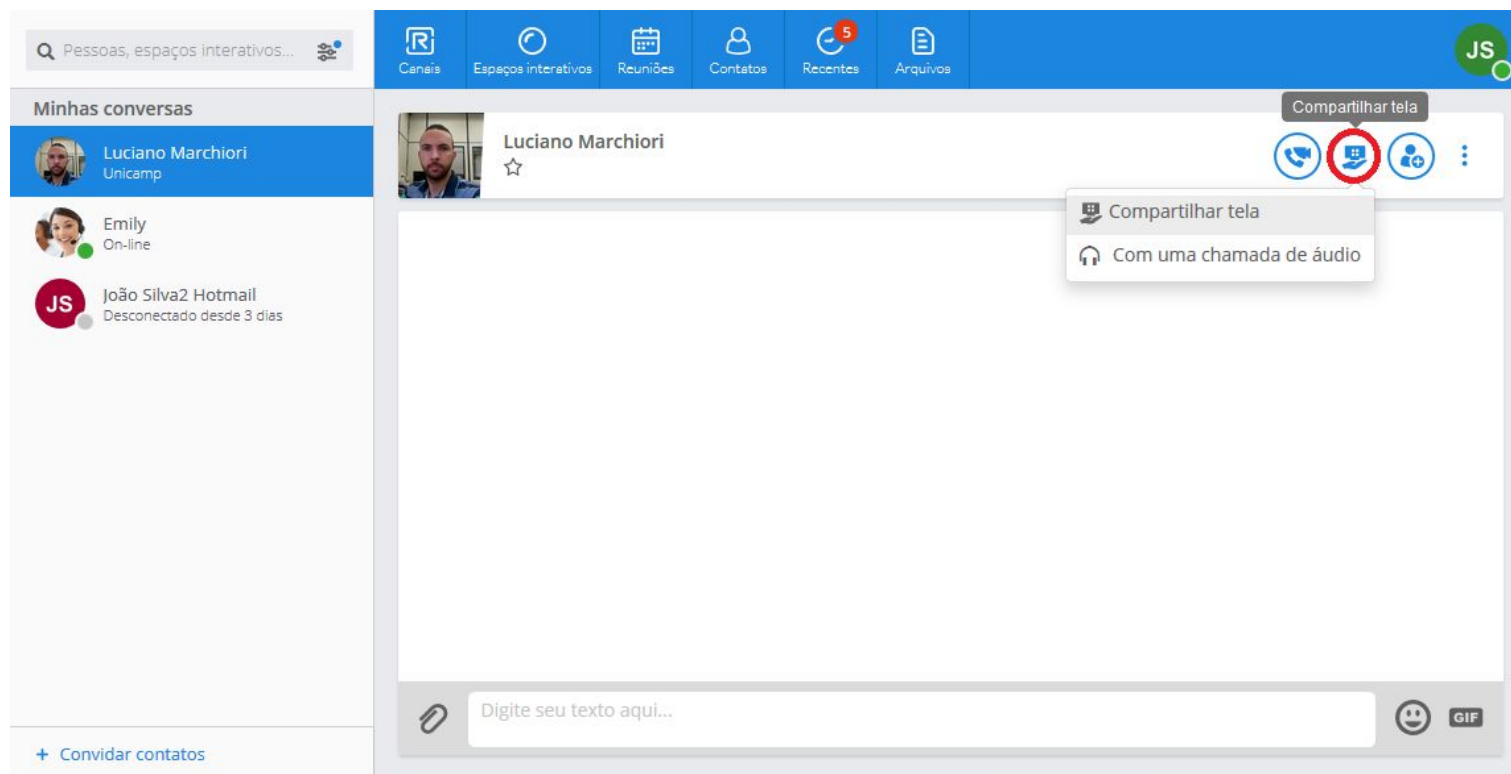 Pessoas, espaços interativos...
Canais
Espaços interativos
Reuniões
Contatos
5
Recentes
Arquivos
JS
Minhas conversas
Luciano Marchiori
Unicamp
Emily
On-line
JS
João Silva2 Hotmail
Desconectado desde 3 dias
+ Convidar contatos
Compartilhar tela
Luciano Marchiori
Compartilhar tela
Com uma chamada de áudio
Digite seu texto aqui...
GIF